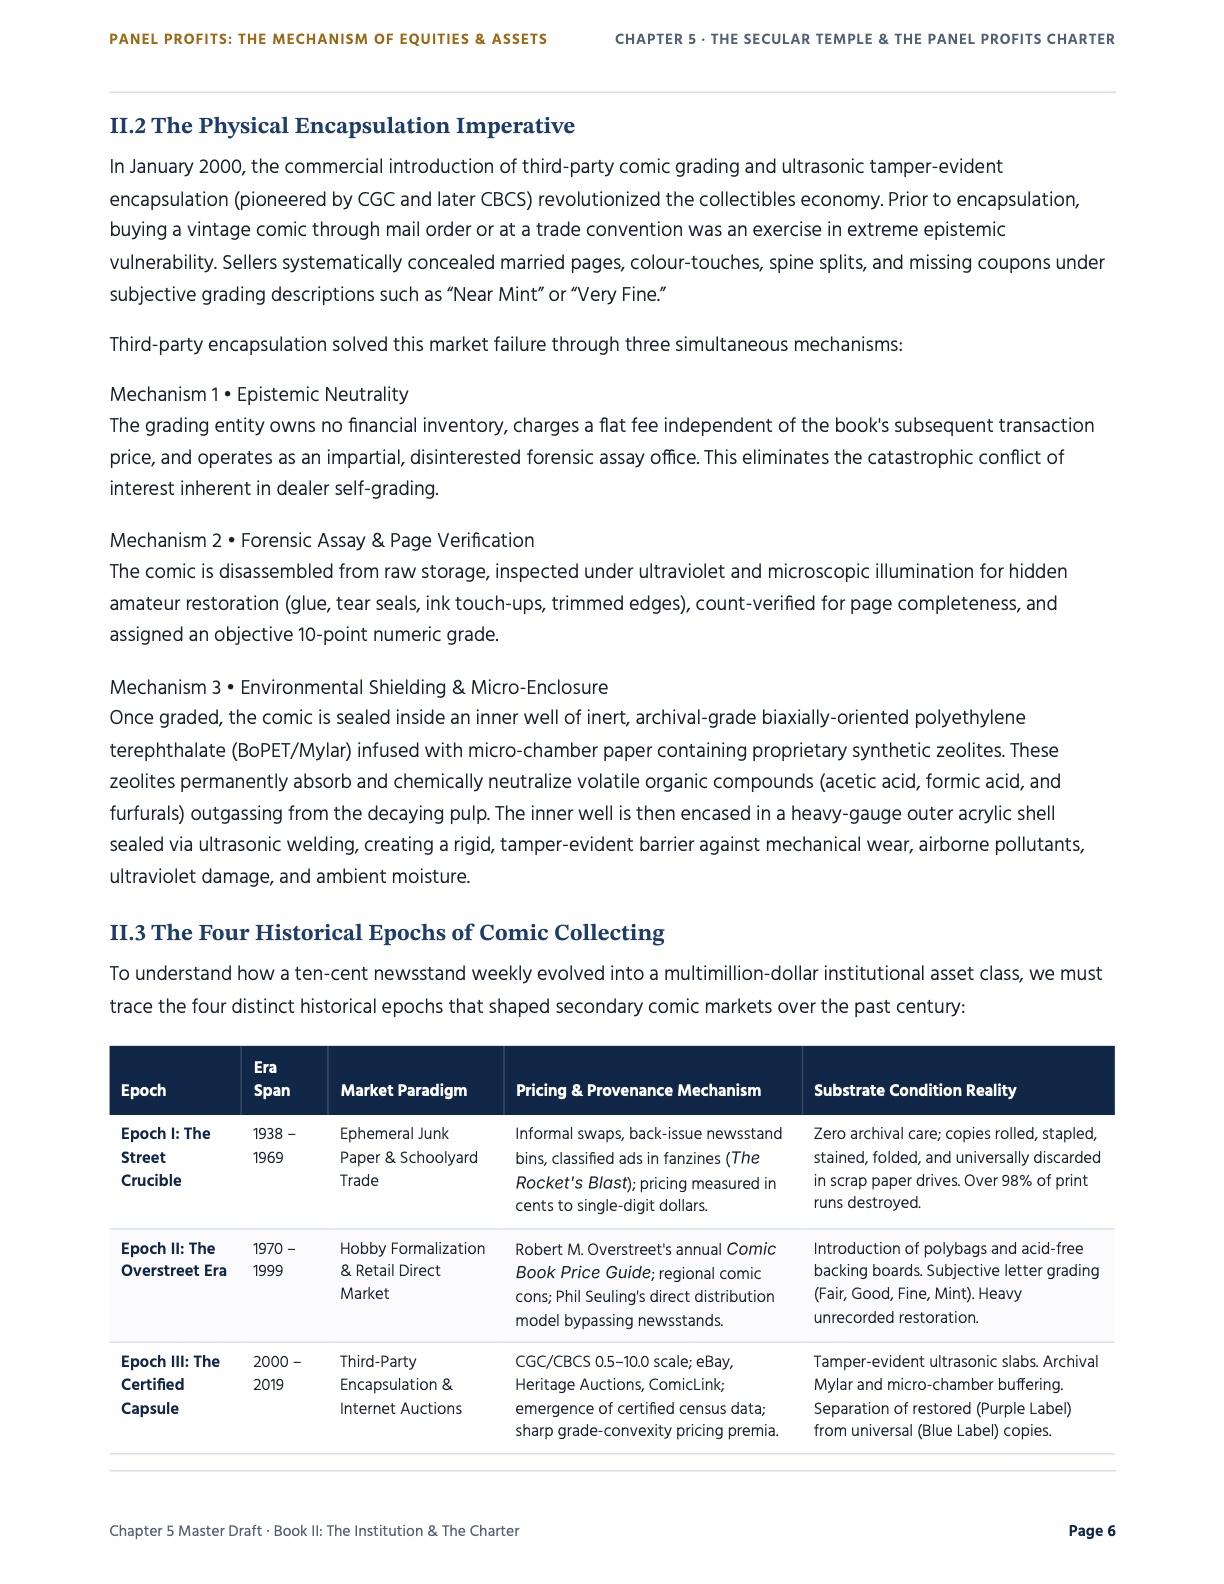 PANEL PROFITS: THE MECHANISM OF EQUITIES & ASSETS
CHAPTER 5 · THE SECULAR TEMPLE & THE PANEL PROFITS CHARTER
II.2 The Physical Encapsulation Imperative
In January 2000, the commercial introduction of third-party comic grading and ultrasonic tamper-evident
encapsulation (pioneered by CGC and later CBCS) revolutionized the collectibles economy. Prior to encapsulation,
buying a vintage comic through mail order or at a trade convention was an exercise in extreme epistemic
vulnerability. Sellers systematically concealed married pages, colour-touches, spine splits, and missing coupons under
subjective grading descriptions such as “Near Mint” or “Very Fine.”
Third-party encapsulation solved this market failure through three simultaneous mechanisms:
Mechanism 1 • Epistemic Neutrality
The grading entity owns no financial inventory, charges a flat fee independent of the book's subsequent transaction
price, and operates as an impartial, disinterested forensic assay office. This eliminates the catastrophic conflict of
interest inherent in dealer self-grading.
Mechanism 2 • Forensic Assay & Page Verification
The comic is disassembled from raw storage, inspected under ultraviolet and microscopic illumination for hidden
amateur restoration (glue, tear seals, ink touch-ups, trimmed edges), count-verified for page completeness, and
assigned an objective 10-point numeric grade.
Mechanism 3 • Environmental Shielding & Micro-Enclosure
Once graded, the comic is sealed inside an inner well of inert, archival-grade biaxially-oriented polyethylene
terephthalate (BoPET/Mylar) infused with micro-chamber paper containing proprietary synthetic zeolites. These
zeolites permanently absorb and chemically neutralize volatile organic compounds (acetic acid, formic acid, and
furfurals) outgassing from the decaying pulp. The inner well is then encased in a heavy-gauge outer acrylic shell
sealed via ultrasonic welding, creating a rigid, tamper-evident barrier against mechanical wear, airborne pollutants,
ultraviolet damage, and ambient moisture.
II.3 The Four Historical Epochs of Comic Collecting
To understand how a ten-cent newsstand weekly evolved into a multimillion-dollar institutional asset class, we must
trace the four distinct historical epochs that shaped secondary comic markets over the past century:
Epoch
Era
Span
Market Paradigm
Pricing & Provenance Mechanism
Substrate Condition Reality
Epoch I: The
Street
Crucible
1938 –
1969
Ephemeral Junk
Paper & Schoolyard
Trade
Informal swaps, back-issue newsstand
bins, classified ads in fanzines (The
Rocket's Blast); pricing measured in
cents to single-digit dollars.
Zero archival care; copies rolled, stapled,
stained, folded, and universally discarded
in scrap paper drives. Over 98% of print
runs destroyed.
Epoch II: The
Overstreet Era
1970 –
1999
Hobby Formalization
& Retail Direct
Market
Robert M. Overstreet's annual Comic
Book Price Guide; regional comic
cons; Phil Seuling's direct distribution
model bypassing newsstands.
Introduction of polybags and acid-free
backing boards. Subjective letter grading
(Fair, Good, Fine, Mint). Heavy
unrecorded restoration.
Epoch III: The
Certified
Capsule
2000 –
2019
Third-Party
Encapsulation &
Internet Auctions
CGC/CBCS 0.5–10.0 scale; eBay,
Heritage Auctions, ComicLink;
emergence of certified census data;
sharp grade-convexity pricing premia.
Tamper-evident ultrasonic slabs. Archival
Mylar and micro-chamber buffering.
Separation of restored (Purple Label)
from universal (Blue Label) copies.
Chapter 5 Master Draft · Book II: The Institution & The Charter
Page 6